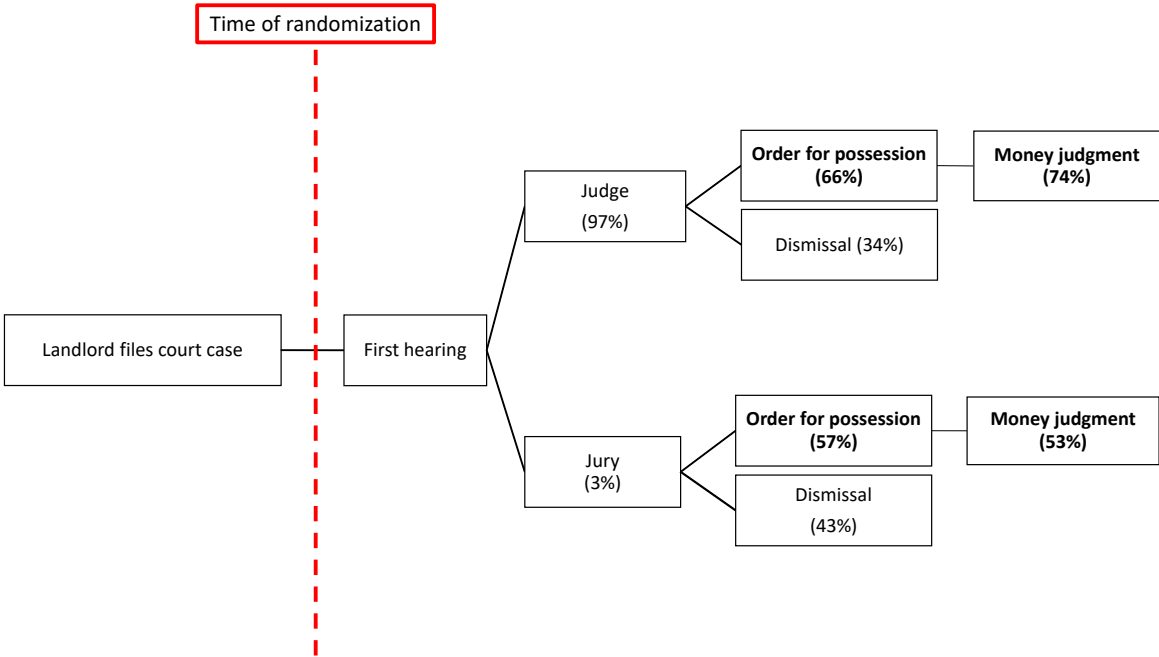 Time of randomization
Landlord files court case
First hearing
Judge
(97%)
Order for possession
(66%)
Money judgment
(74%)
Dismissal (34%)
Jury
(3%)
Order for possession
(57%)
Money judgment
(53%)
Dismissal
(43%)